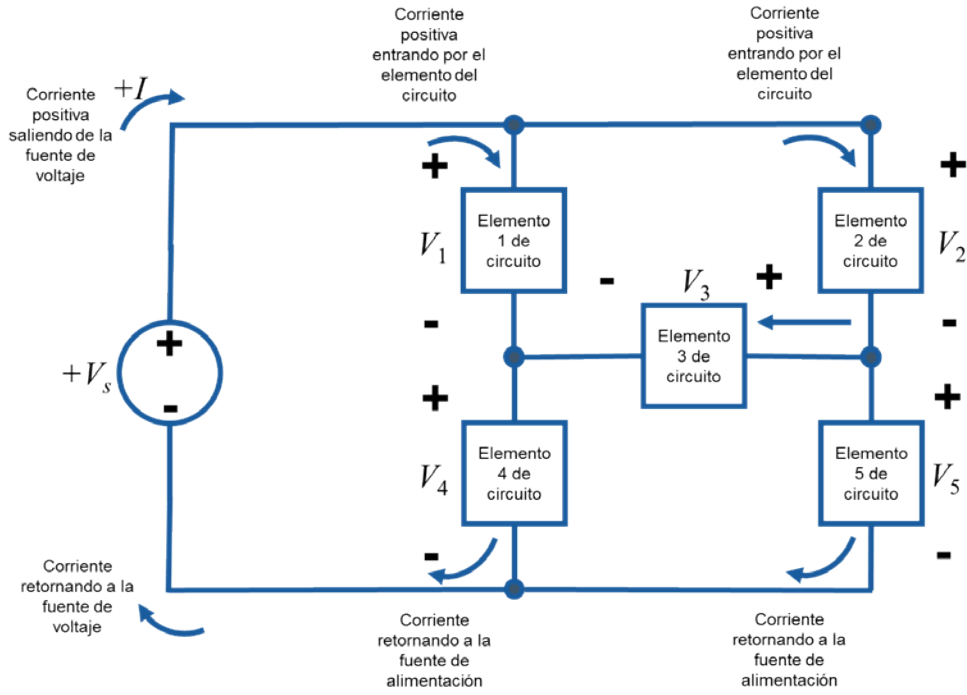 Corriente
positiva
entrando por el
elemento del
circuito
Corriente
positiva
entrando por el
elemento del
circuito
+I
Corriente
positiva
saliendo de la
fuente de
voltaje
+
+
+
Elemento
1 de
circuito
V1
Elemento
2 de
circuito
V2
-
V3
+
-
-
Elemento
3 de
circuito
+Vs
+
-
+
+
Elemento
4 de
circuito
V4
Elemento
5 de
circuito
V5
-
-
Corriente
retornando a la
fuente de
voltaje
Corriente
retornando a la
fuente de
alimentación
Corriente
retornando a la
fuente de
alimentación